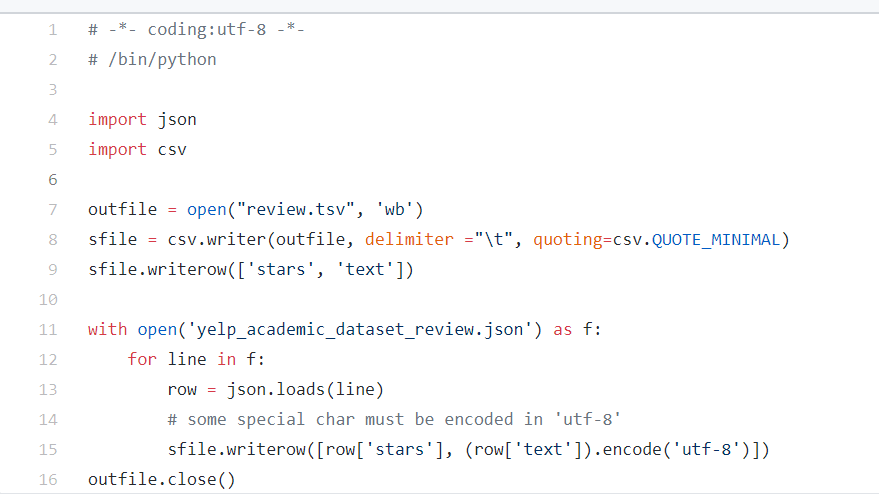 1 # -*- coding:utf-8 -*-
2 # /bin/python
3
4 import json
5 import csv
6
7 outfile = open("review.tsv", 'wb')
8 sfile = csv.writer(outfile, delimiter ="\t", quoting=csv.QUOTE_MINIMAL)
9 sfile.writerow(['stars', 'text'])
10
11 with open('yelp_academic_dataset_review.json') as f:
12     for line in f:
13         row = json.loads(line)
14         # some special char must be encoded in 'utf-8'
15         sfile.writerow([row['stars'], (row['text']).encode('utf-8')])
16 outfile.close()